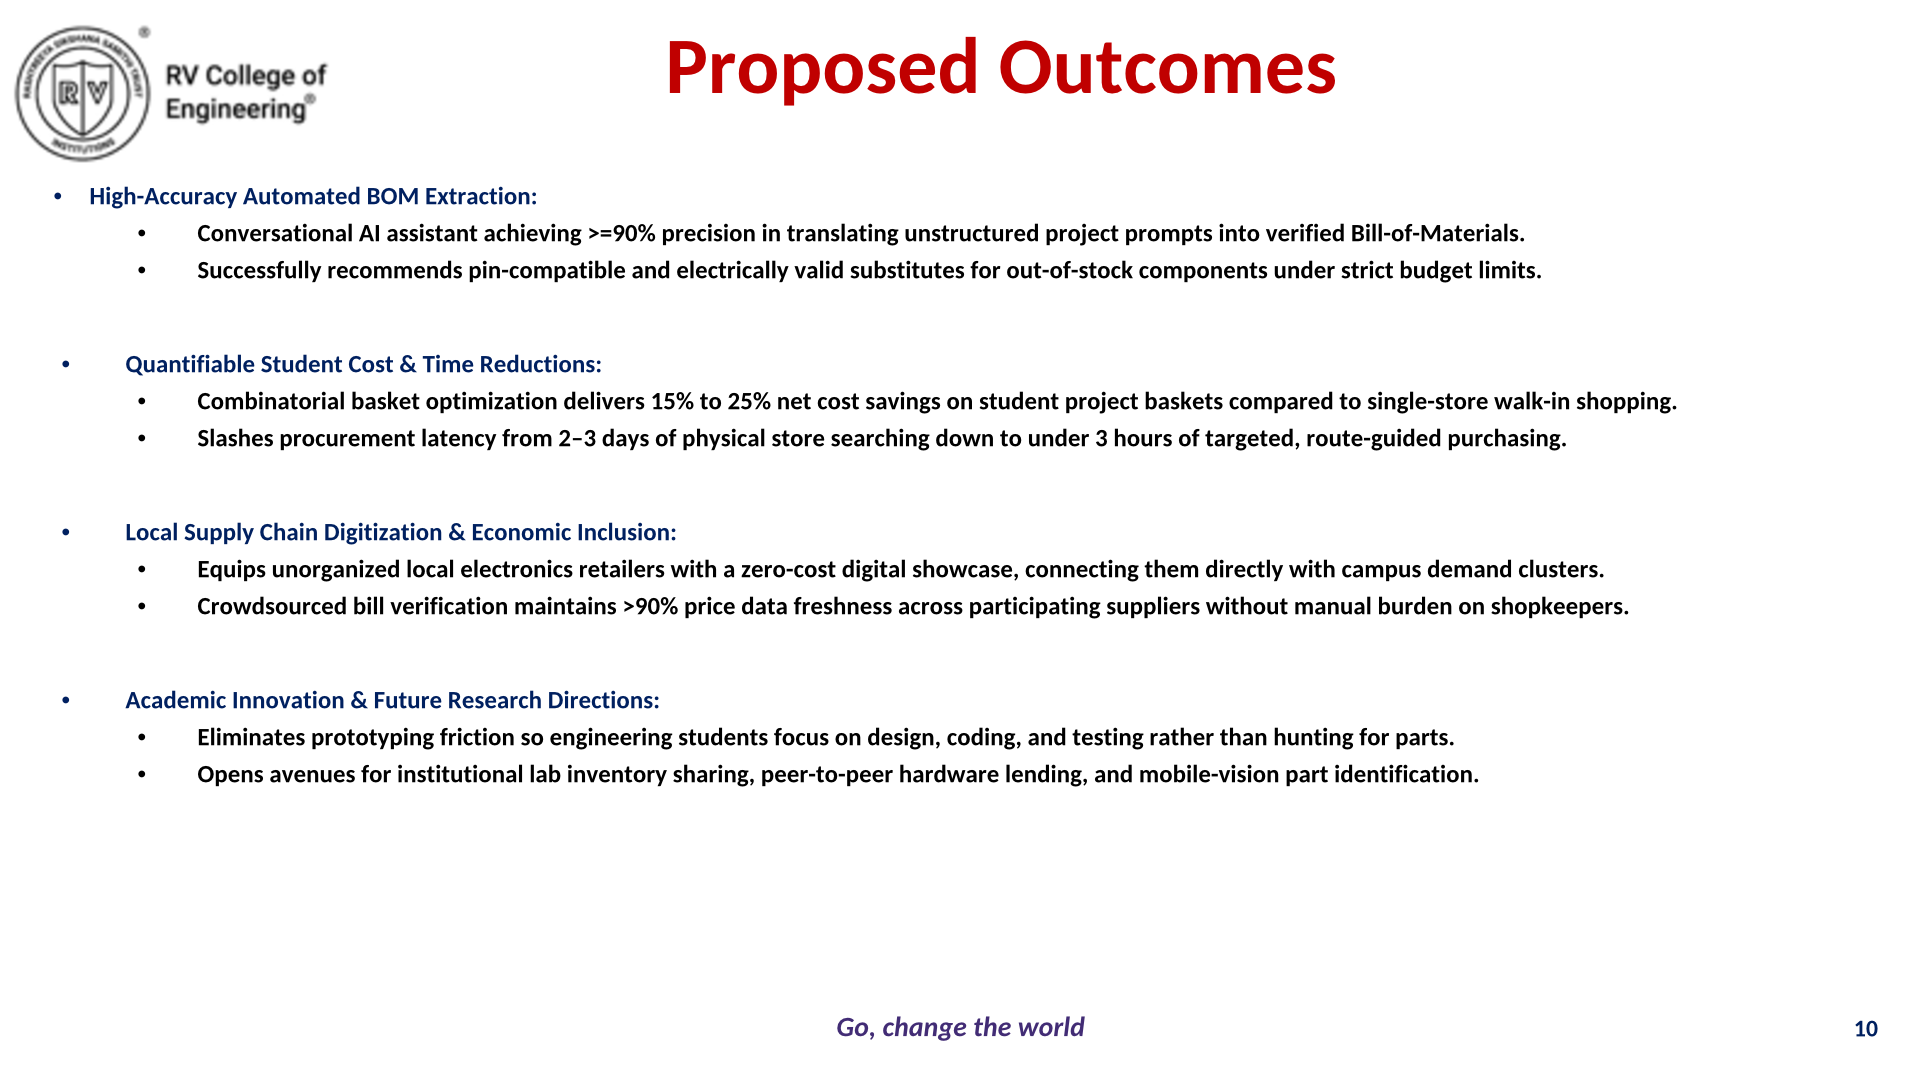 RASHTREEYA SIKSHANA SAMITHI TRUST
RV
INSTITUTIONS
®
RV College of
Engineering®
Proposed Outcomes
• High-Accuracy Automated BOM Extraction:
• Conversational AI assistant achieving >=90% precision in translating unstructured project prompts into verified Bill-of-Materials.
• Successfully recommends pin-compatible and electrically valid substitutes for out-of-stock components under strict budget limits.
• Quantifiable Student Cost & Time Reductions:
• Combinatorial basket optimization delivers 15% to 25% net cost savings on student project baskets compared to single-store walk-in shopping.
• Slashes procurement latency from 2–3 days of physical store searching down to under 3 hours of targeted, route-guided purchasing.
• Local Supply Chain Digitization & Economic Inclusion:
• Equips unorganized local electronics retailers with a zero-cost digital showcase, connecting them directly with campus demand clusters.
• Crowdsourced bill verification maintains >90% price data freshness across participating suppliers without manual burden on shopkeepers.
• Academic Innovation & Future Research Directions:
• Eliminates prototyping friction so engineering students focus on design, coding, and testing rather than hunting for parts.
• Opens avenues for institutional lab inventory sharing, peer-to-peer hardware lending, and mobile-vision part identification.
Go, change the world
10